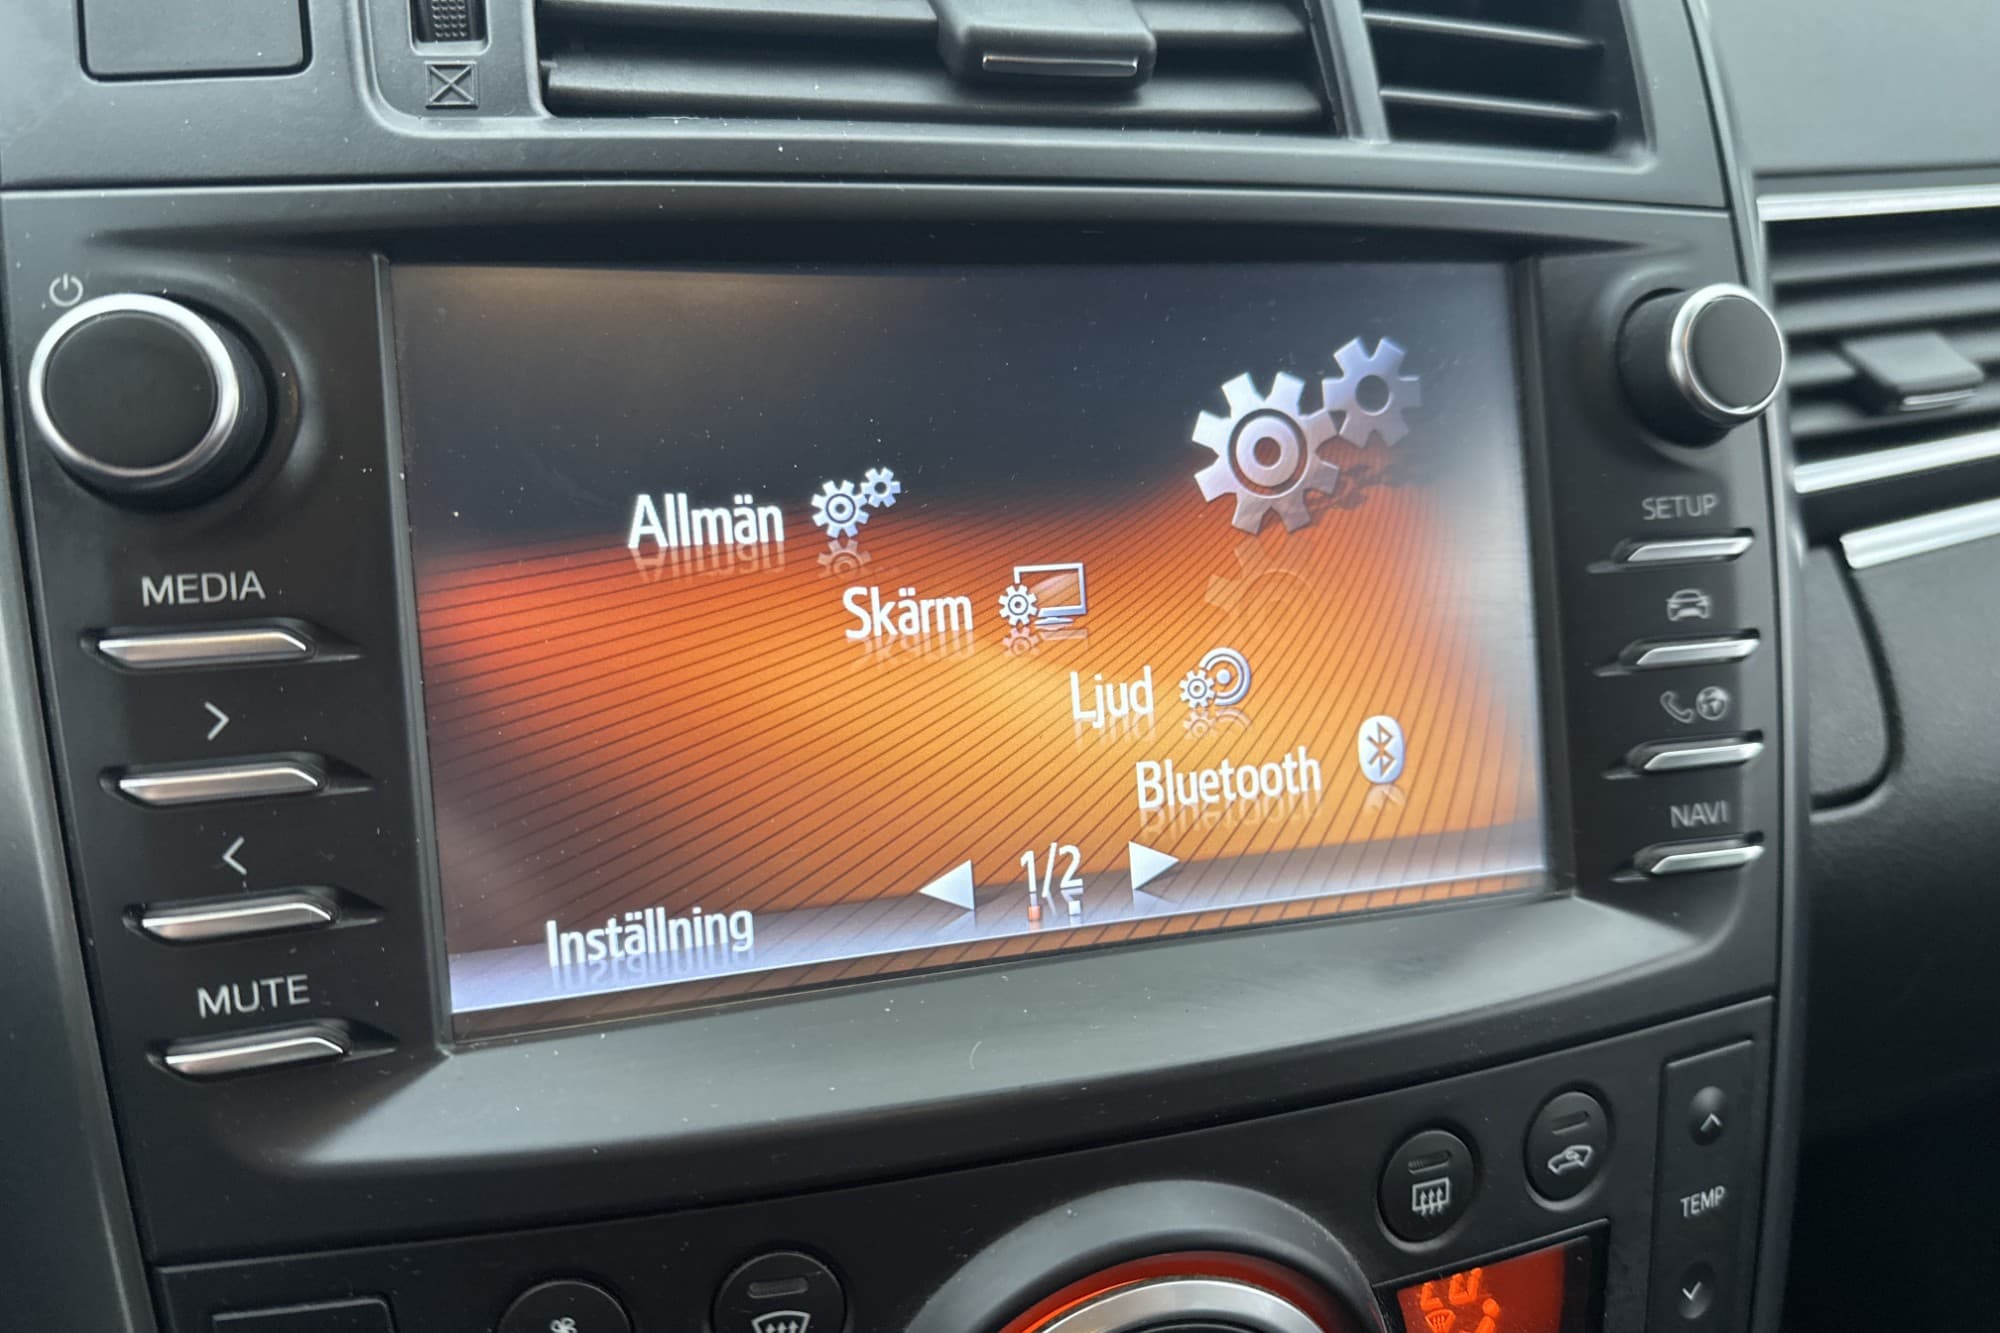 MEDIA
MUTE
Allmän
Skärm
Ljud
Bluetooth
1/2
Inställning
SETUP
NAVI
TEMP